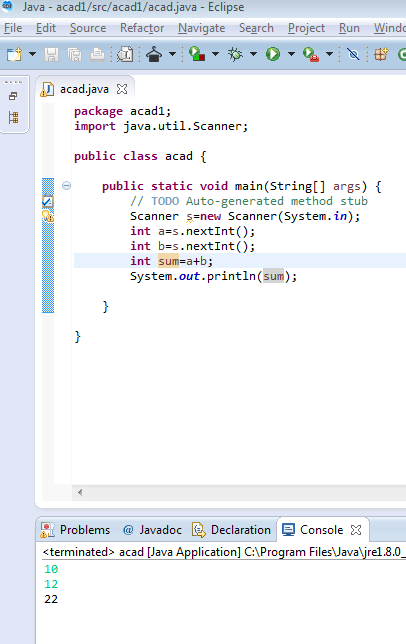 Java - acad1/src/acad1/acad.java - Eclipse
File Edit Source Refactor Navigate Search Project Run
acad.java
package acad1;
import java.util.Scanner;
public class acad {
public static void main(String[] args) {
// TODO Auto-generated method stub
Scanner s=new Scanner(System.in);
int a=s.nextInt();
int b=s.nextInt();
int sum=a+b;
System.out.println(sum);
}
}
Problems @ Javadoc Declaration Console
<terminated> acad [Java Application] C:\Program Files\Java\jre1.8.0_
10
12
22